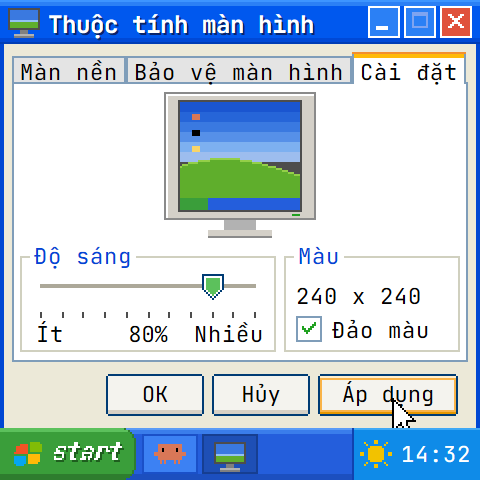 Thuộc tính màn hình
Màn nền Bảo vệ màn hình Cài đặt
Độ sáng
Ít 80% Nhiều
Màu
240 x 240
Đảo màu
OK Hủy Áp dụng
start 14:32